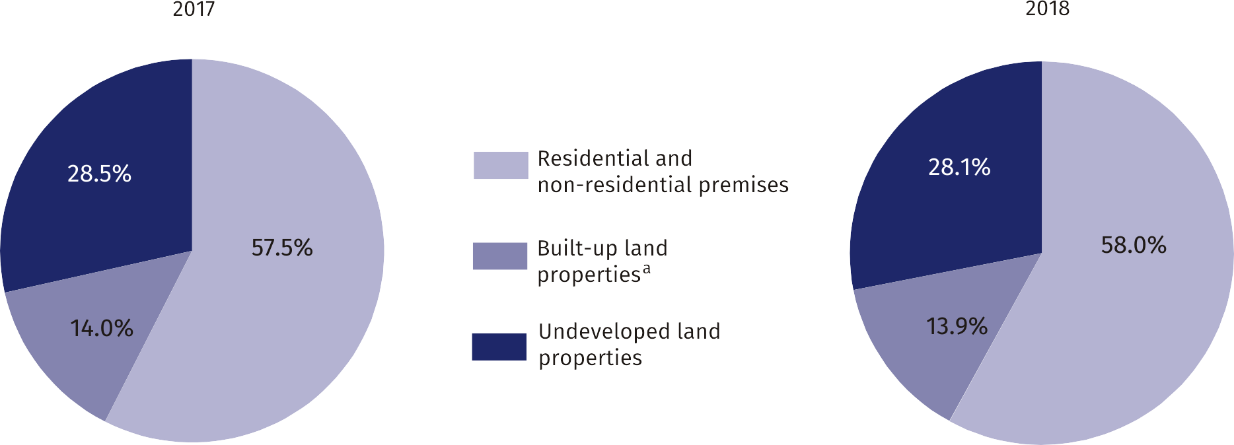 2017
28.5%
57.5%
14.0%
Residential and
non-residential premises
Built-up land
propertiesᵃ
Undeveloped land
properties
2018
28.1%
58.0%
13.9%